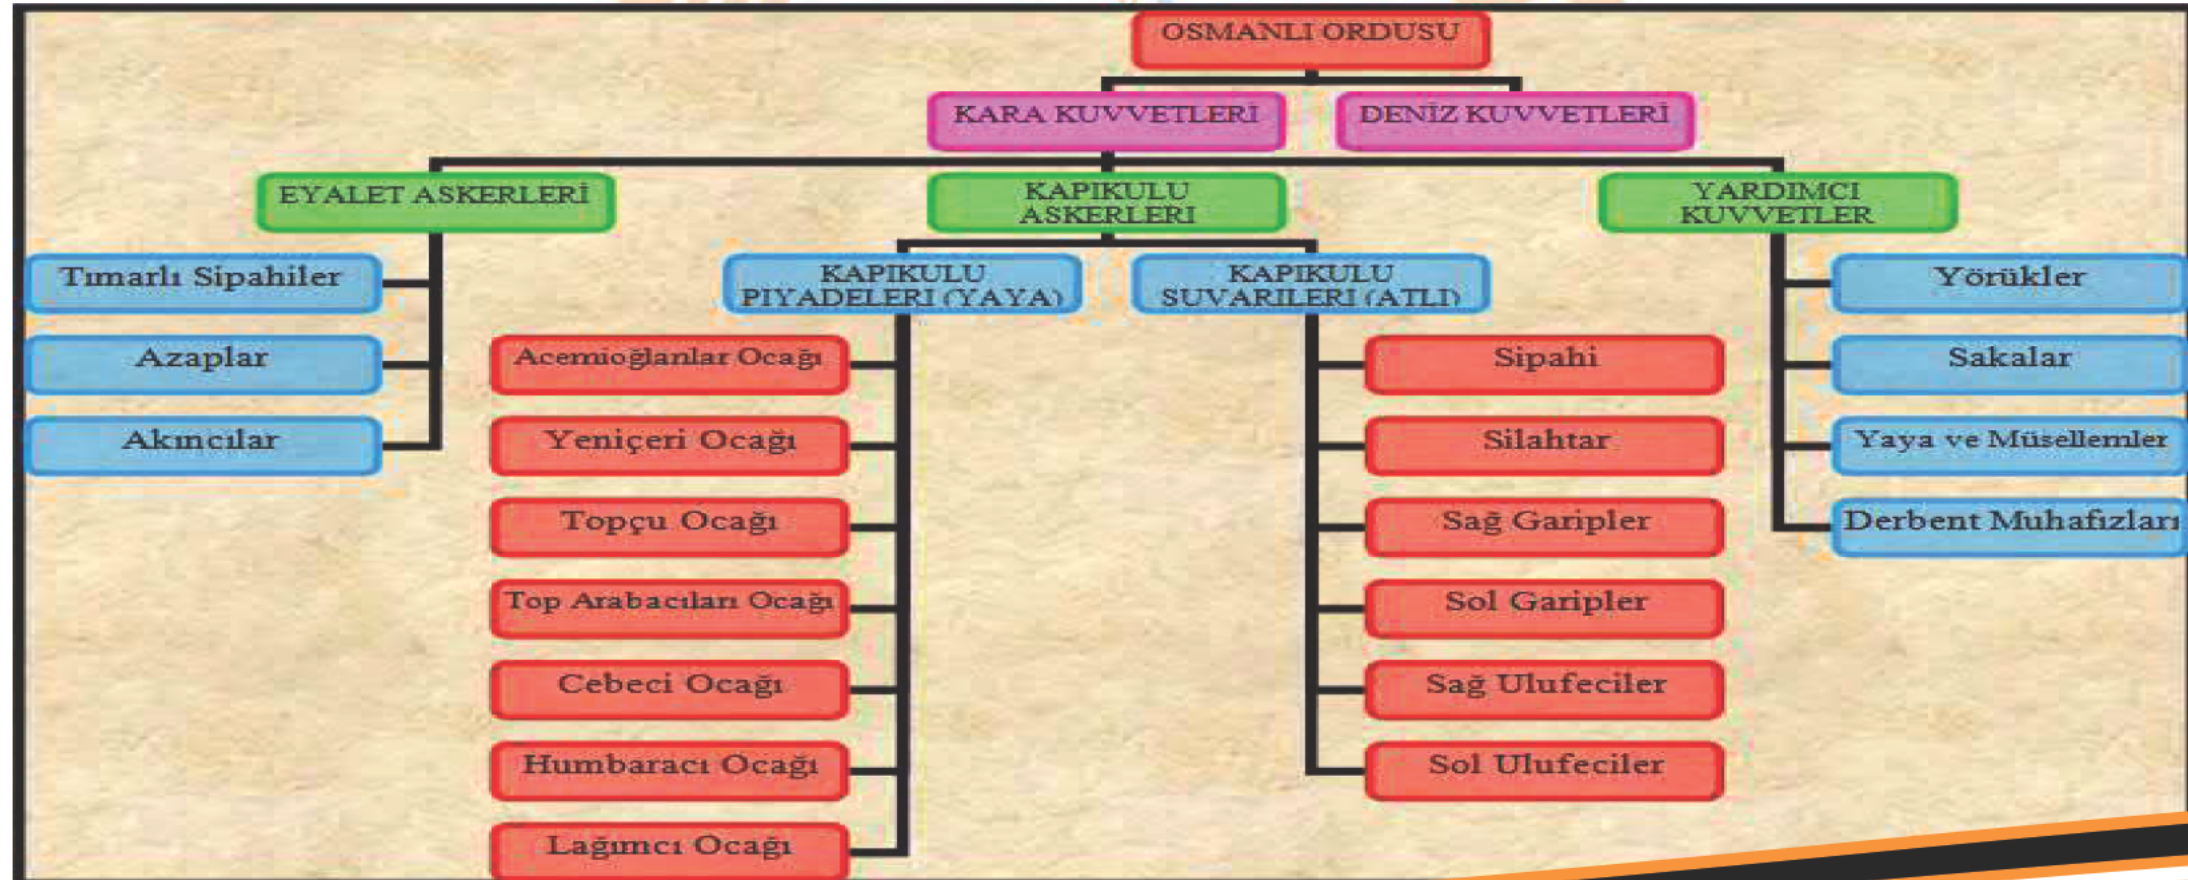 OSMANLI ORDUSU
KARA KUVVETLERİ
DENİZ KUVVETLERİ
EYALET ASKERLERİ
Tımarlı Sipahiler
Azaplar
Akıncılar
KAPIKULU
ASKERLERI
KAPIKULU
PIYADELERI (YAYA)
Acemioğlanlar Ocağı
Yeniçeri Ocağı
Topçu Ocağı
Top Arabacıları Ocağı
Cebeci Ocağı
Humbaracı Ocağı
Lağımcı Ocağı
KAPIKULU
SUVARILERI (ATLI)
Sipahi
Silahtar
Sağ Garipler
Sol Garipler
Sağ Ulufeciler
Sol Ulufeciler
YARDIMCI
KUVVETLER
Yörükler
Sakalar
Yaya ve Müsellemler
Derbent Muhafızları